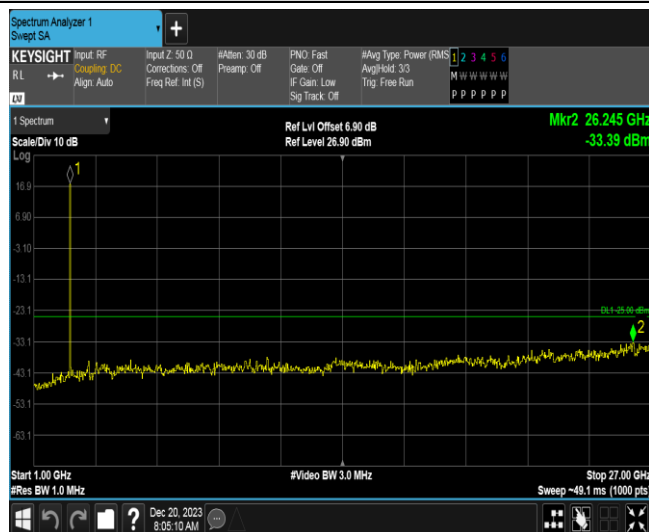 Spectrum Analyzer 1
Swept SA
+
KEYSIGHT Input: RF Input Z: 50 Ω #Atten: 30 dB PNO: Fast #Avg Type: Power (RMS 1 2 3 4 5 6
RL Coupling: DC Corrections: Off Preamp: Off Gate: Off Avg|Hold: 3/3 M W W W W W
Align: Auto Freq Ref: Int (S) IF Gain: Low Trig: Free Run
Sig Track: Off P P P P P P
LXI
1 Spectrum Ref Lvl Offset 6.90 dB Mkr2 26.245 GHz
Scale/Div 10 dB Ref Level 26.90 dBm -33.39 dBm
Log
1
16.9
6.90
-3.10
-13.1
-23.1 DL1 -25.00 dBm
2
-33.1
-43.1
-53.1
-63.1
Start 1.00 GHz #Video BW 3.0 MHz Stop 27.00 GHz
#Res BW 1.0 MHz Sweep ~49.1 ms (1000 pts)
? Dec 20, 2023
8:05:10 AM